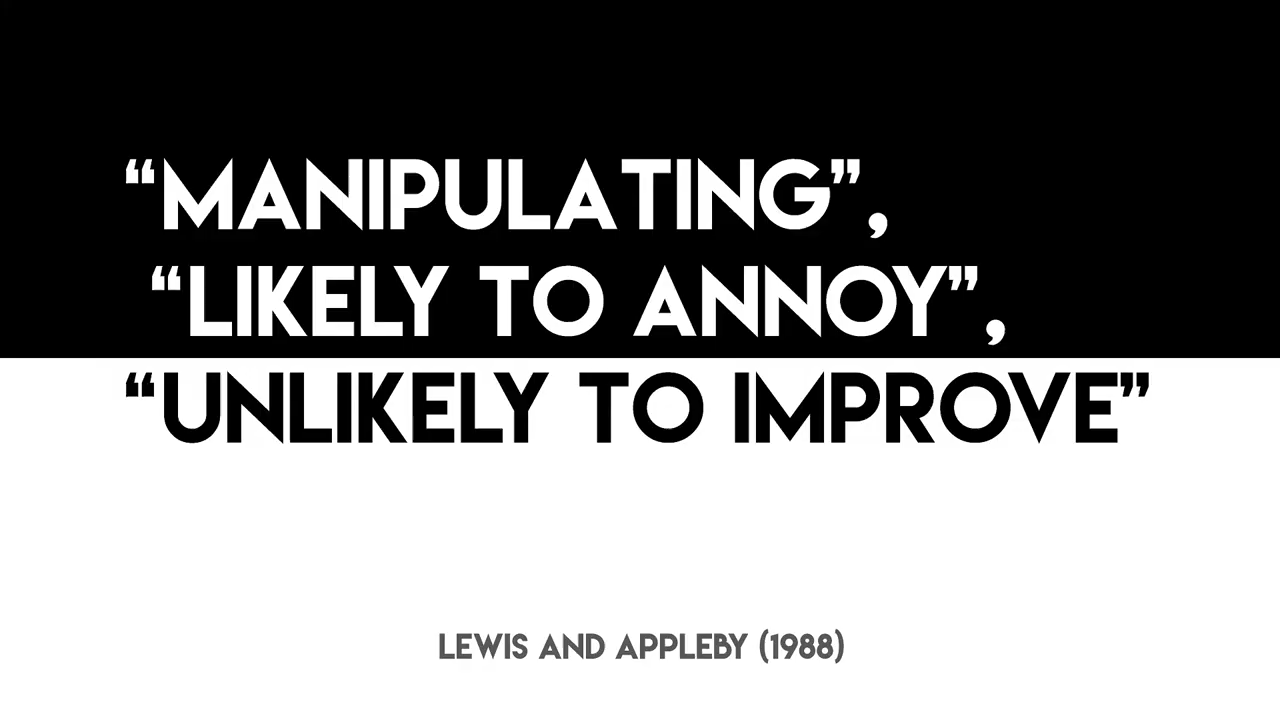 “MANIPULATING”,
“LIKELY TO ANNOY”,
“UNLIKELY TO IMPROVE”
LEWIS AND APPLEBY (1988)